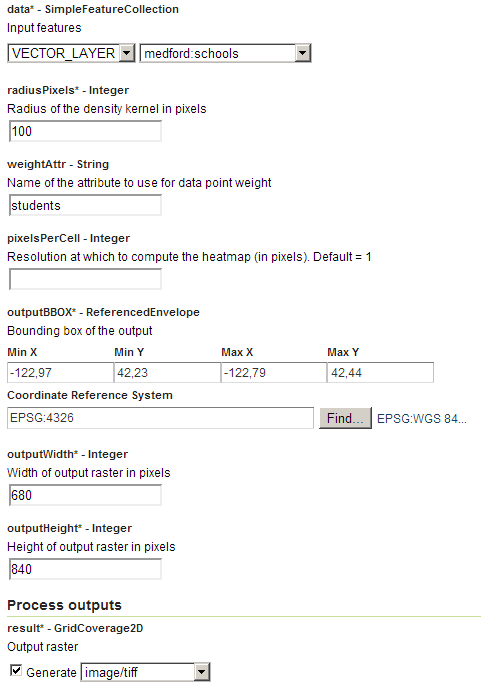 data* - SimpleFeatureCollection
Input features
VECTOR_LAYER medford:schools
radiusPixels* - Integer
Radius of the density kernel in pixels
100
weightAttr - String
Name of the attribute to use for data point weight
students
pixelsPerCell - Integer
Resolution at which to compute the heatmap (in pixels). Default = 1
outputBBOX* - ReferencedEnvelope
Bounding box of the output
Min X Min Y Max X Max Y
-122,97 42,23 -122,79 42,44
Coordinate Reference System
EPSG:4326 Find... EPSG:WGS 84...
outputWidth* - Integer
Width of output raster in pixels
680
outputHeight* - Integer
Height of output raster in pixels
840
Process outputs
result* - GridCoverage2D
Output raster
Generate image/tiff